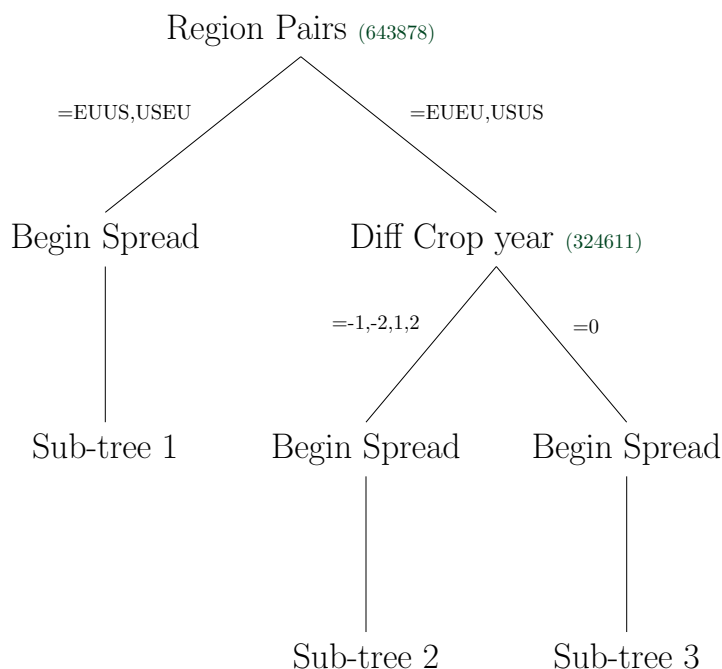 Region Pairs (643878)
=EUUS,USEU
=EUEU,USUS
Begin Spread
Diff Crop year (324611)
=-1,-2,1,2
=0
Sub-tree 1
Begin Spread
Begin Spread
Sub-tree 2
Sub-tree 3